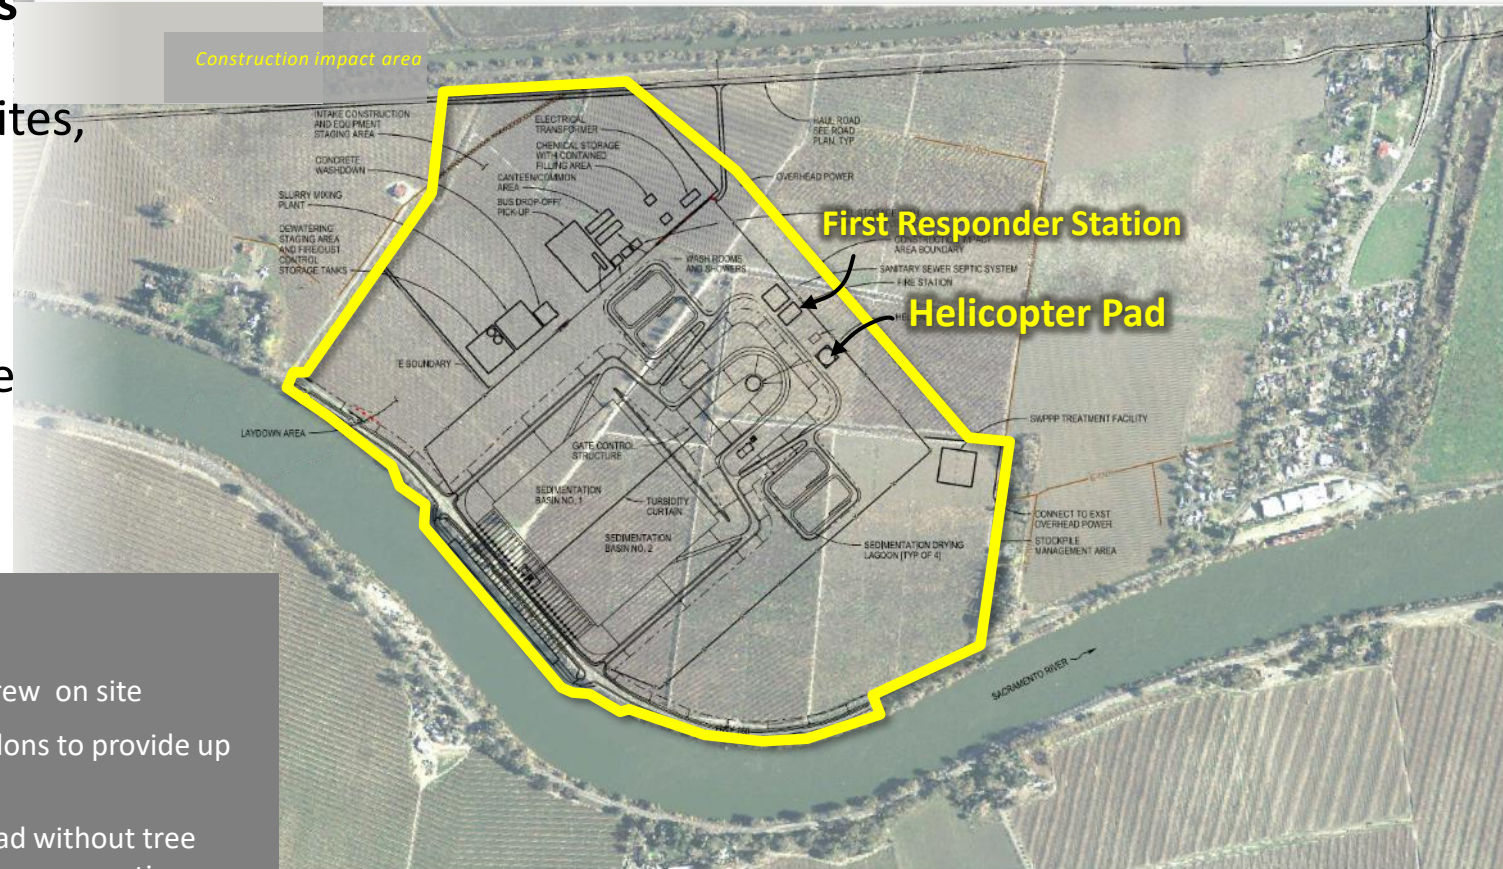 s
Construction impact area
ites,
INTAKE CONSTRUCTION
AND EQUIPMENT
STAGING AREA
ELECTRICAL
TRANSFORMER
HAUL ROAD
SEE ROAD
PLAN, TYP
CHEMICAL STORAGE
WITH CONTAINED
FILLING AREA
CONCRETE
WASHDOWN
CANTEEN/COMMON
AREA
OVERHEAD POWER
SLURRY MIXING
PLANT
BUS DROP-OFF/
PICK-UP
First Responder Station
DEWATERING
STAGING AREA
AND FIRE/DUST
CONTROL
STORAGE TANKS
AREA BOUNDARY
WASH ROOMS
AND SHOWERS
SANITARY SEWER SEPTIC SYSTEM
FIRE STATION
Helicopter Pad
E BOUNDARY
e
LAYDOWN AREA
SWPPP TREATMENT FACILITY
GATE CONTROL
STRUCTURE
SEDIMENTATION
BASIN NO. 1
TURBIDITY
CURTAIN
CONNECT TO EXST
OVERHEAD POWER
SEDIMENTATION
BASIN NO. 2
SEDIMENTATION DRYING
LAGOON (TYP OF 4)
STOCKPILE
MANAGEMENT AREA
SACRAMENTO RIVER
HWY 160
rew on site
lons to provide up
ad without tree